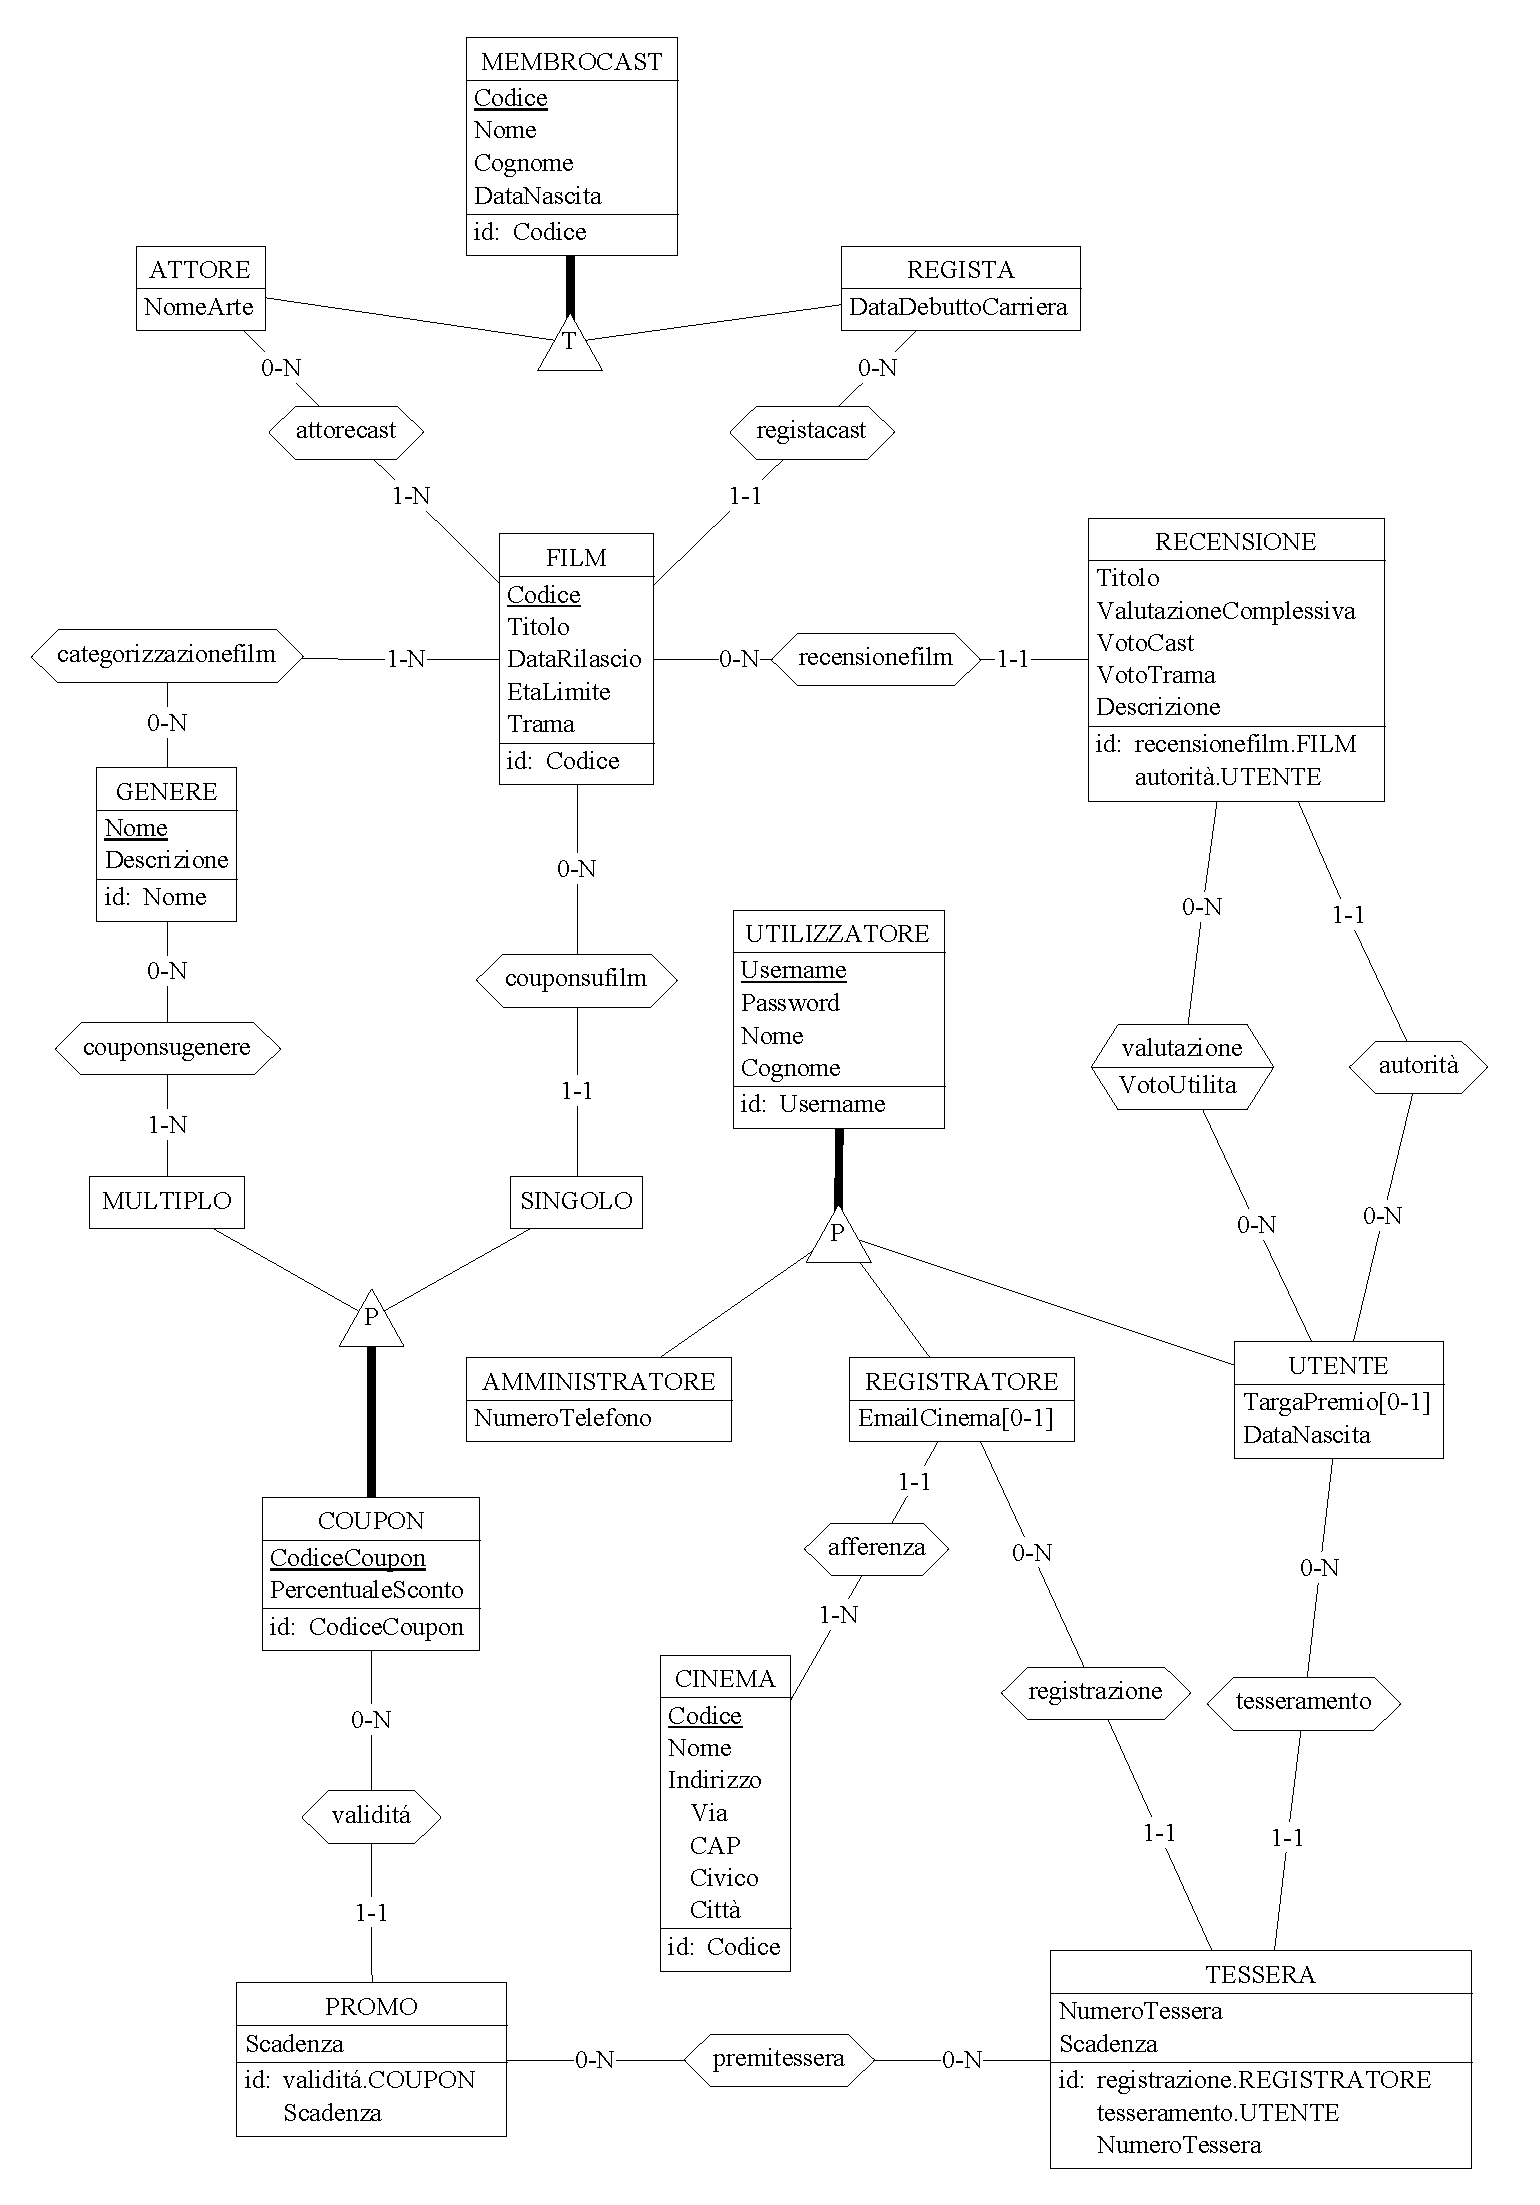 MEMBROCAST
Codice
Nome
Cognome
DataNascita
id: Codice
ATTORE
NomeArte
REGISTA
DataDebuttoCarriera
T
0-N
0-N
attorecast
registacast
1-N
1-1
FILM
Codice
Titolo
DataRilascio
EtaLimite
Trama
id: Codice
RECENSIONE
Titolo
ValutazioneComplessiva
VotoCast
VotoTrama
Descrizione
id: recensionefilm.FILM
autorità.UTENTE
categorizzazionefilm
1-N
0-N
recensionefilm
1-1
0-N
GENERE
Nome
Descrizione
id: Nome
0-N
0-N
couponsufilm
couponsugenere
1-1
1-N
MULTIPLO
SINGOLO
P
UTILIZZATORE
Username
Password
Nome
Cognome
id: Username
P
0-N
1-1
valutazione
VotoUtilita
autorità
0-N
0-N
AMMINISTRATORE
NumeroTelefono
REGISTRATORE
EmailCinema[0-1]
UTENTE
TargaPremio[0-1]
DataNascita
1-1
afferenza
1-N
0-N
0-N
COUPON
CodiceCoupon
PercentualeSconto
id: CodiceCoupon
0-N
validitá
1-1
CINEMA
Codice
Nome
Indirizzo
Via
CAP
Civico
Città
id: Codice
registrazione
tesseramento
1-1
1-1
PROMO
Scadenza
id: validitá.COUPON
Scadenza
0-N
premitessera
0-N
TESSERA
NumeroTessera
Scadenza
id: registrazione.REGISTRATORE
tesseramento.UTENTE
NumeroTessera